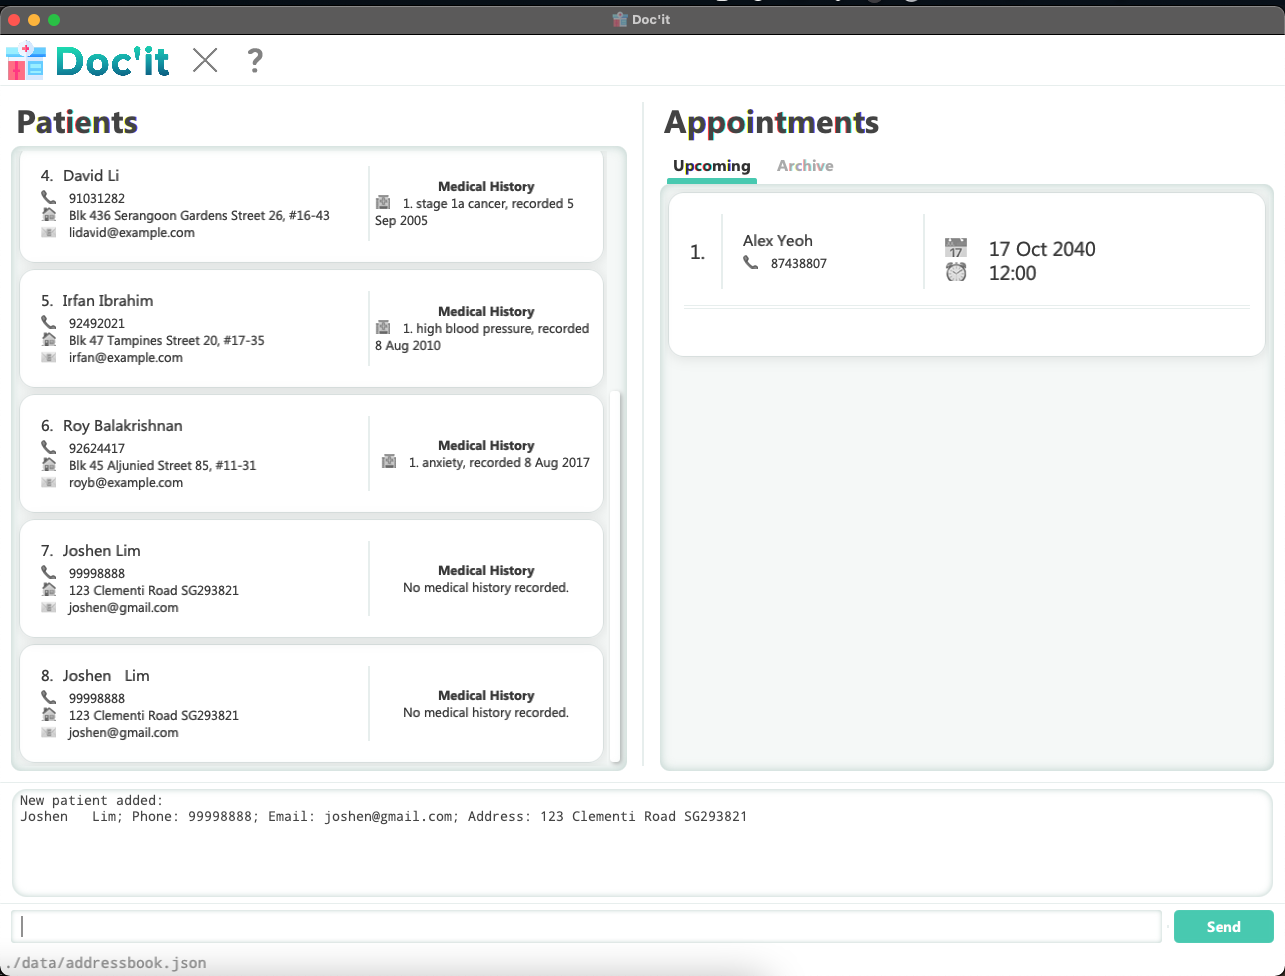 Doc'it
Doc'it
?
Patients
4. David Li
91031282
Blk 436 Serangoon Gardens Street 26, #16-43
lidavid@example.com
Medical History
1. stage 1a cancer, recorded 5
Sep 2005
5. Irfan Ibrahim
92492021
Blk 47 Tampines Street 20, #17-35
irfan@example.com
Medical History
1. high blood pressure, recorded
8 Aug 2010
6. Roy Balakrishnan
92624417
Blk 45 Aljunied Street 85, #11-31
royb@example.com
Medical History
1. anxiety, recorded 8 Aug 2017
7. Joshen Lim
99998888
123 Clementi Road SG293821
joshen@gmail.com
Medical History
No medical history recorded.
8. Joshen   Lim
99998888
123 Clementi Road SG293821
joshen@gmail.com
Medical History
No medical history recorded.
Appointments
Upcoming Archive
1.
Alex Yeoh
87438807
17
17 Oct 2040
12:00
New patient added:
Joshen   Lim; Phone: 99998888; Email: joshen@gmail.com; Address: 123 Clementi Road SG293821
Send
./data/addressbook.json